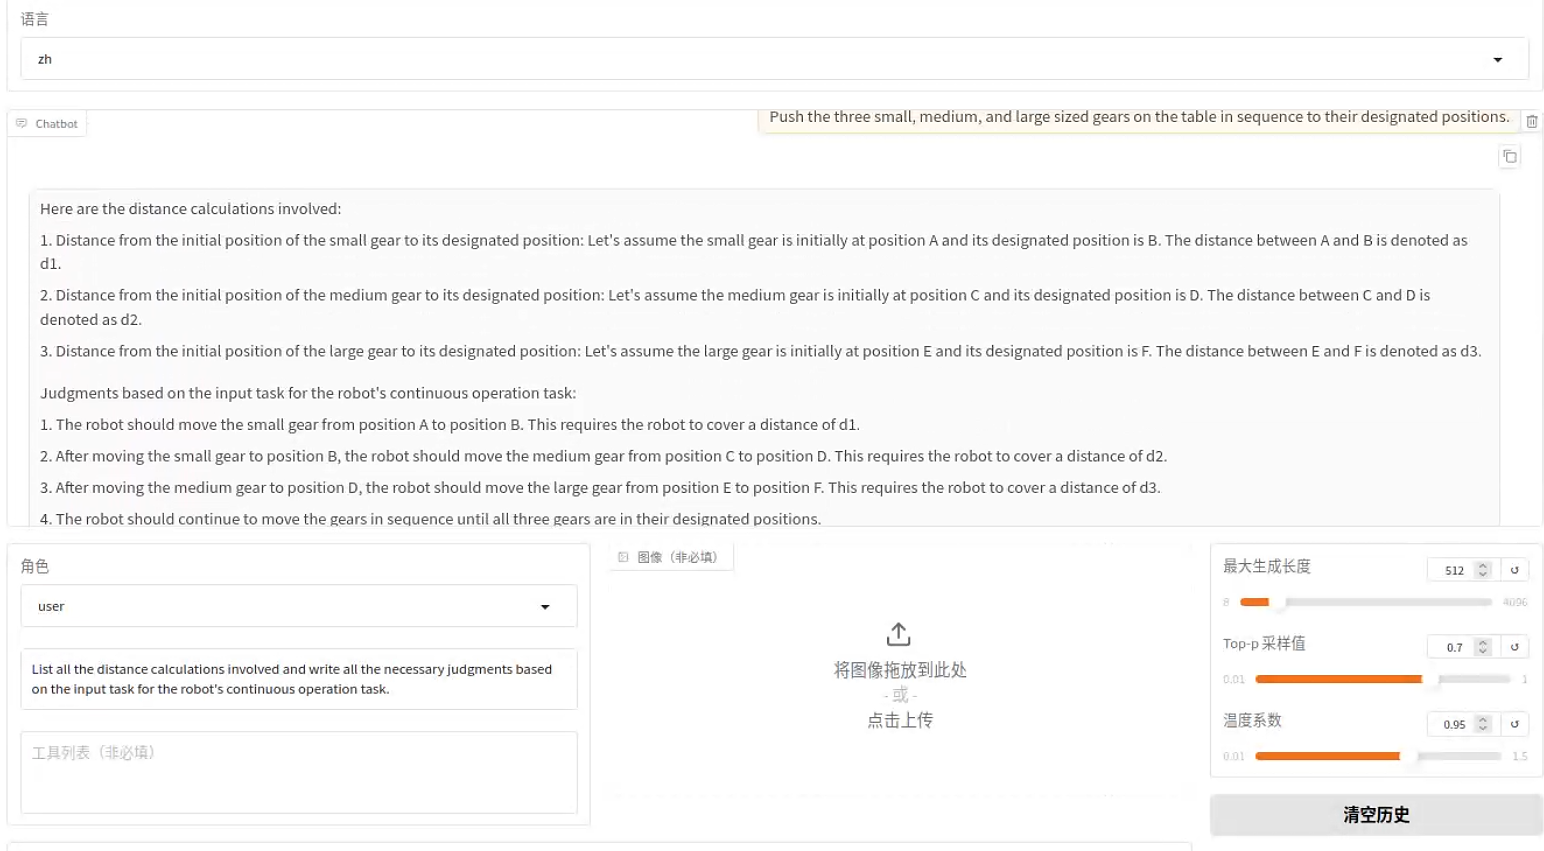 语言
zh
Chatbot
Push the three small, medium, and large sized gears on the table in sequence to their designated positions.
Here are the distance calculations involved:
1. Distance from the initial position of the small gear to its designated position: Let's assume the small gear is initially at position A and its designated position is B. The distance between A and B is denoted as
d1.
2. Distance from the initial position of the medium gear to its designated position: Let's assume the medium gear is initially at position C and its designated position is D. The distance between C and D is
denoted as d2.
3. Distance from the initial position of the large gear to its designated position: Let's assume the large gear is initially at position E and its designated position is F. The distance between E and F is denoted as d3.
Judgments based on the input task for the robot's continuous operation task:
1. The robot should move the small gear from position A to position B. This requires the robot to cover a distance of d1.
2. After moving the small gear to position B, the robot should move the medium gear from position C to position D. This requires the robot to cover a distance of d2.
3. After moving the medium gear to position D, the robot should move the large gear from position E to position F. This requires the robot to cover a distance of d3.
4. The robot should continue to move the gears in sequence until all three gears are in their designated positions.
角色
user
List all the distance calculations involved and write all the necessary judgments based
on the input task for the robot's continuous operation task.
工具列表（非必填）
图像（非必填）
将图像拖放到此处
- 或 -
点击上传
最大生成长度
512
8
4096
Top-p 采样值
0.7
0.01
1
温度系数
0.95
0.01
1.5
清空历史